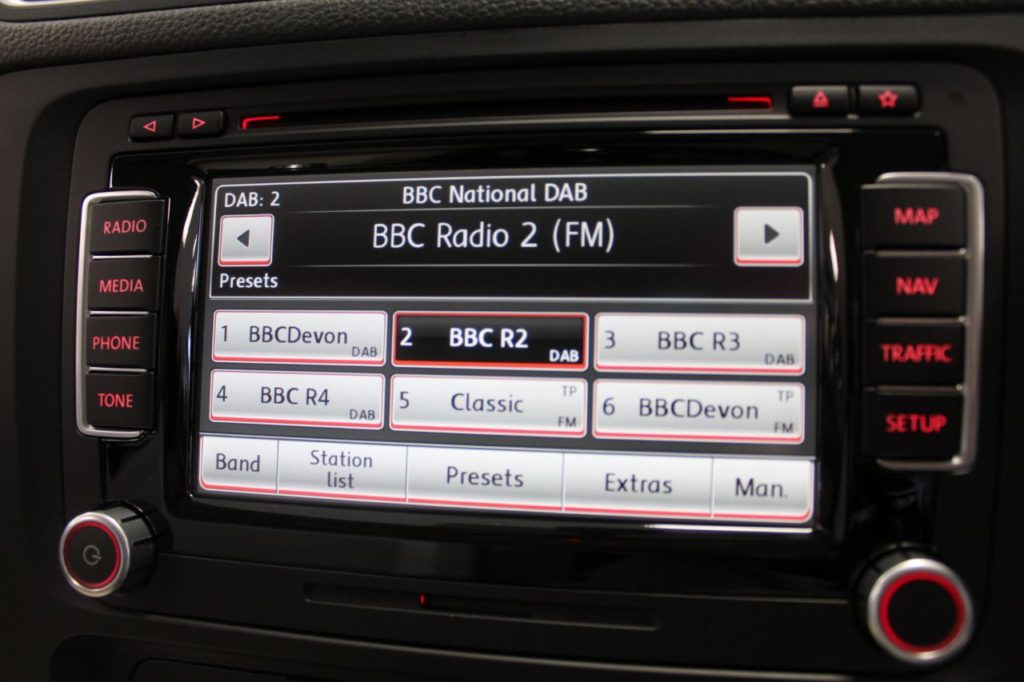 RADIO
MEDIA
PHONE
TONE
DAB: 2
BBC National DAB
BBC Radio 2 (FM)
Presets
1 BBCDevon DAB
2 BBC R2 DAB
3 BBC R3 DAB
4 BBC R4 DAB
5 Classic TP FM
6 BBCDevon TP FM
Band
Station
list
Presets
Extras
Man.
MAP
NAV
TRAFFIC
SETUP